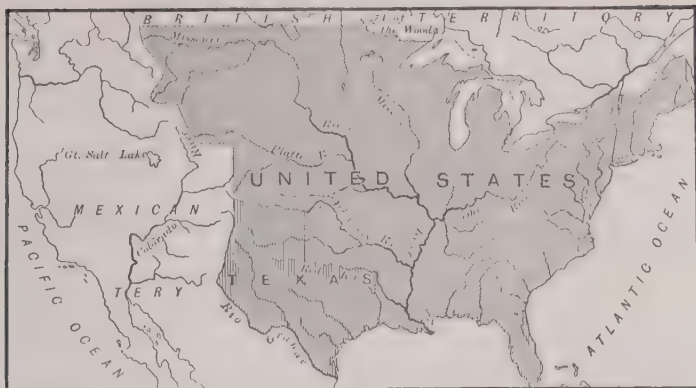 BRITISH TERRITORY
L. of
the Woods
Missouri
Gt. Salt Lake
Platte R.
UNITED STATES
MEXICAN
Colorado
TERY
TEXAS
Rio Grande
PACIFIC OCEAN
ATLANTIC OCEAN